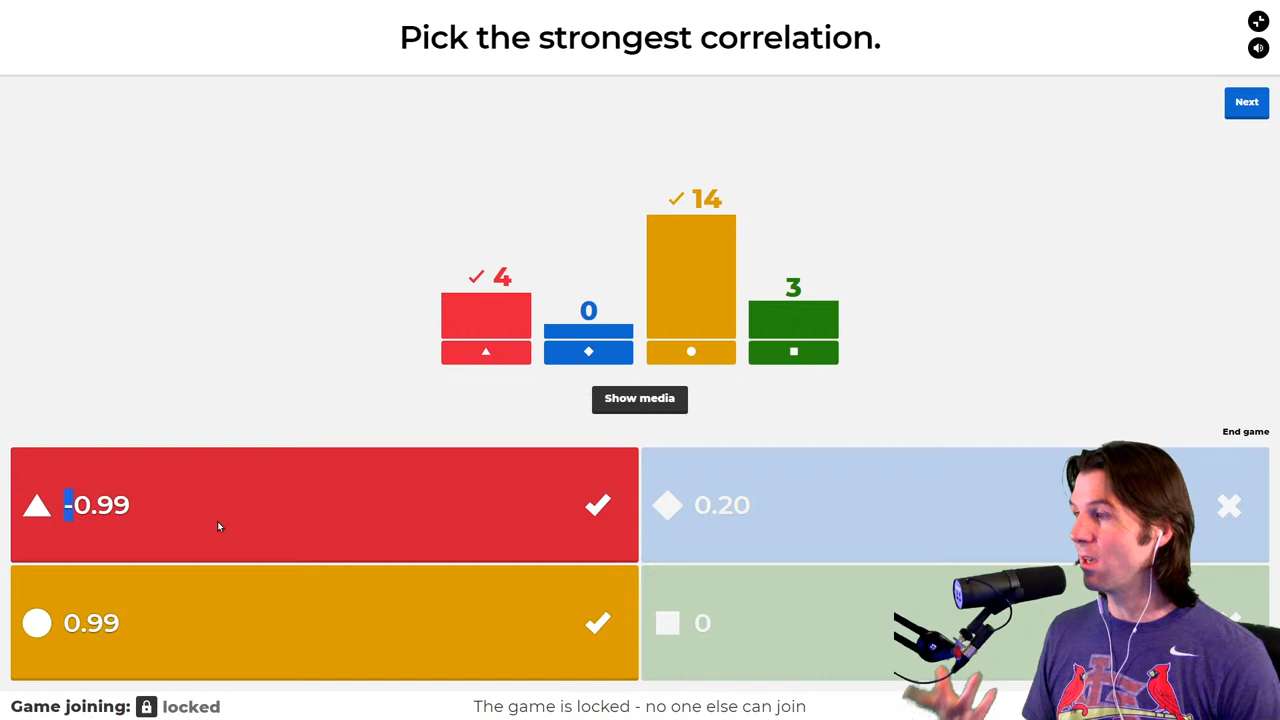 Pick the strongest correlation.
Next
4
0
14
3
Show media
End game
-0.99
0.20
0.99
0
Game joining: locked
The game is locked - no one else can join